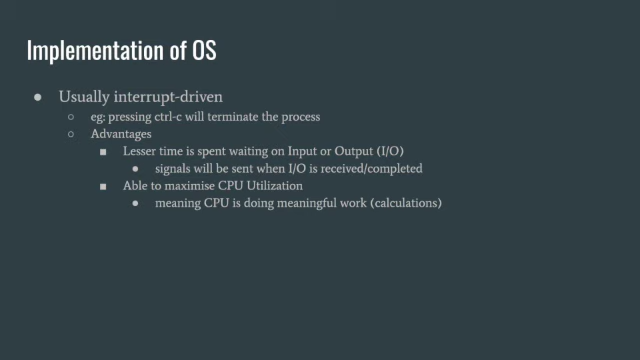 Implementation of OS
● Usually interrupt-driven
○ eg: pressing ctrl-c will terminate the process
○ Advantages
■ Lesser time is spent waiting on Input or Output (I/O)
● signals will be sent when I/O is received/completed
■ Able to maximise CPU Utilization
● meaning CPU is doing meaningful work (calculations)